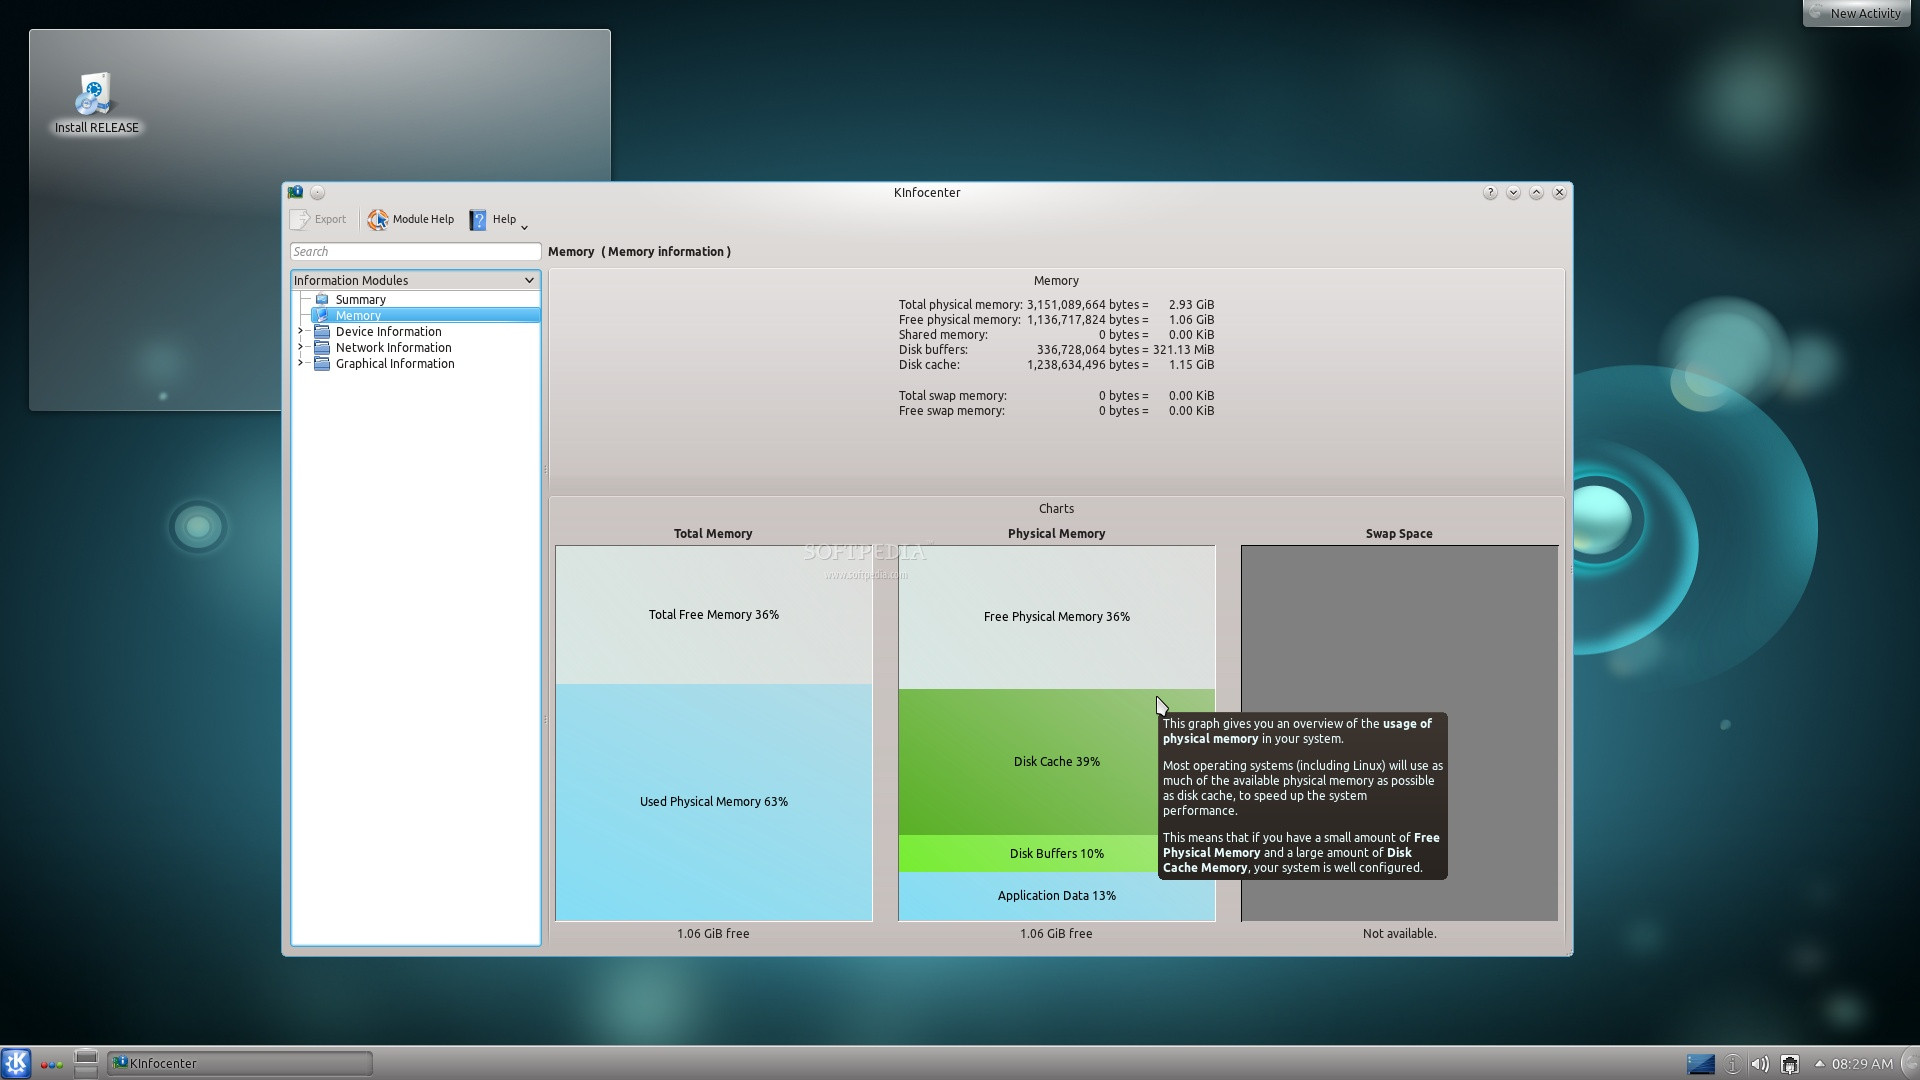 New Activity
Install RELEASE
KInfocenter
Export
Module Help
Help
Search
Memory ( Memory information )
Information Modules
Summary
Memory
Device Information
Network Information
Graphical Information
Memory
Total physical memory: 3,151,089,664 bytes = 2.93 GiB
Free physical memory: 1,136,717,824 bytes = 1.06 GiB
Shared memory: 0 bytes = 0.00 KiB
Disk buffers: 336,728,064 bytes = 321.13 MiB
Disk cache: 1,238,634,496 bytes = 1.15 GiB
Total swap memory: 0 bytes = 0.00 KiB
Free swap memory: 0 bytes = 0.00 KiB
Charts
Total Memory
Physical Memory
Swap Space
SOFTPEDIA
www.softpedia.com
Total Free Memory 36%
Used Physical Memory 63%
1.06 GiB free
Free Physical Memory 36%
Disk Cache 39%
Disk Buffers 10%
Application Data 13%
1.06 GiB free
This graph gives you an overview of the usage of
physical memory in your system.
Most operating systems (including Linux) will use as
much of the available physical memory as possible
as disk cache, to speed up the system
performance.
This means that if you have a small amount of Free
Physical Memory and a large amount of Disk
Cache Memory, your system is well configured.
Not available.
KInfocenter
08:29 AM